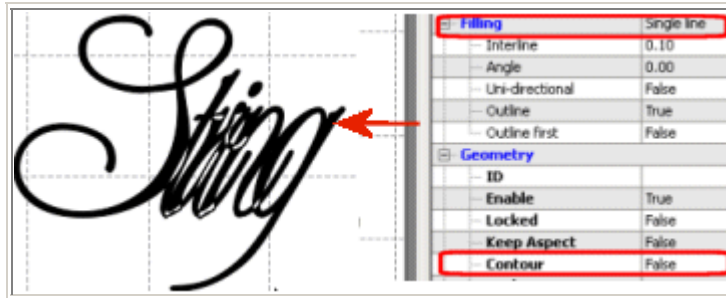 String
Filling Single line
Interline 0.10
Angle 0.00
Uni-directional False
Outline True
Outline first False
Geometry
ID
Enable True
Locked False
Keep Aspect False
Contour False